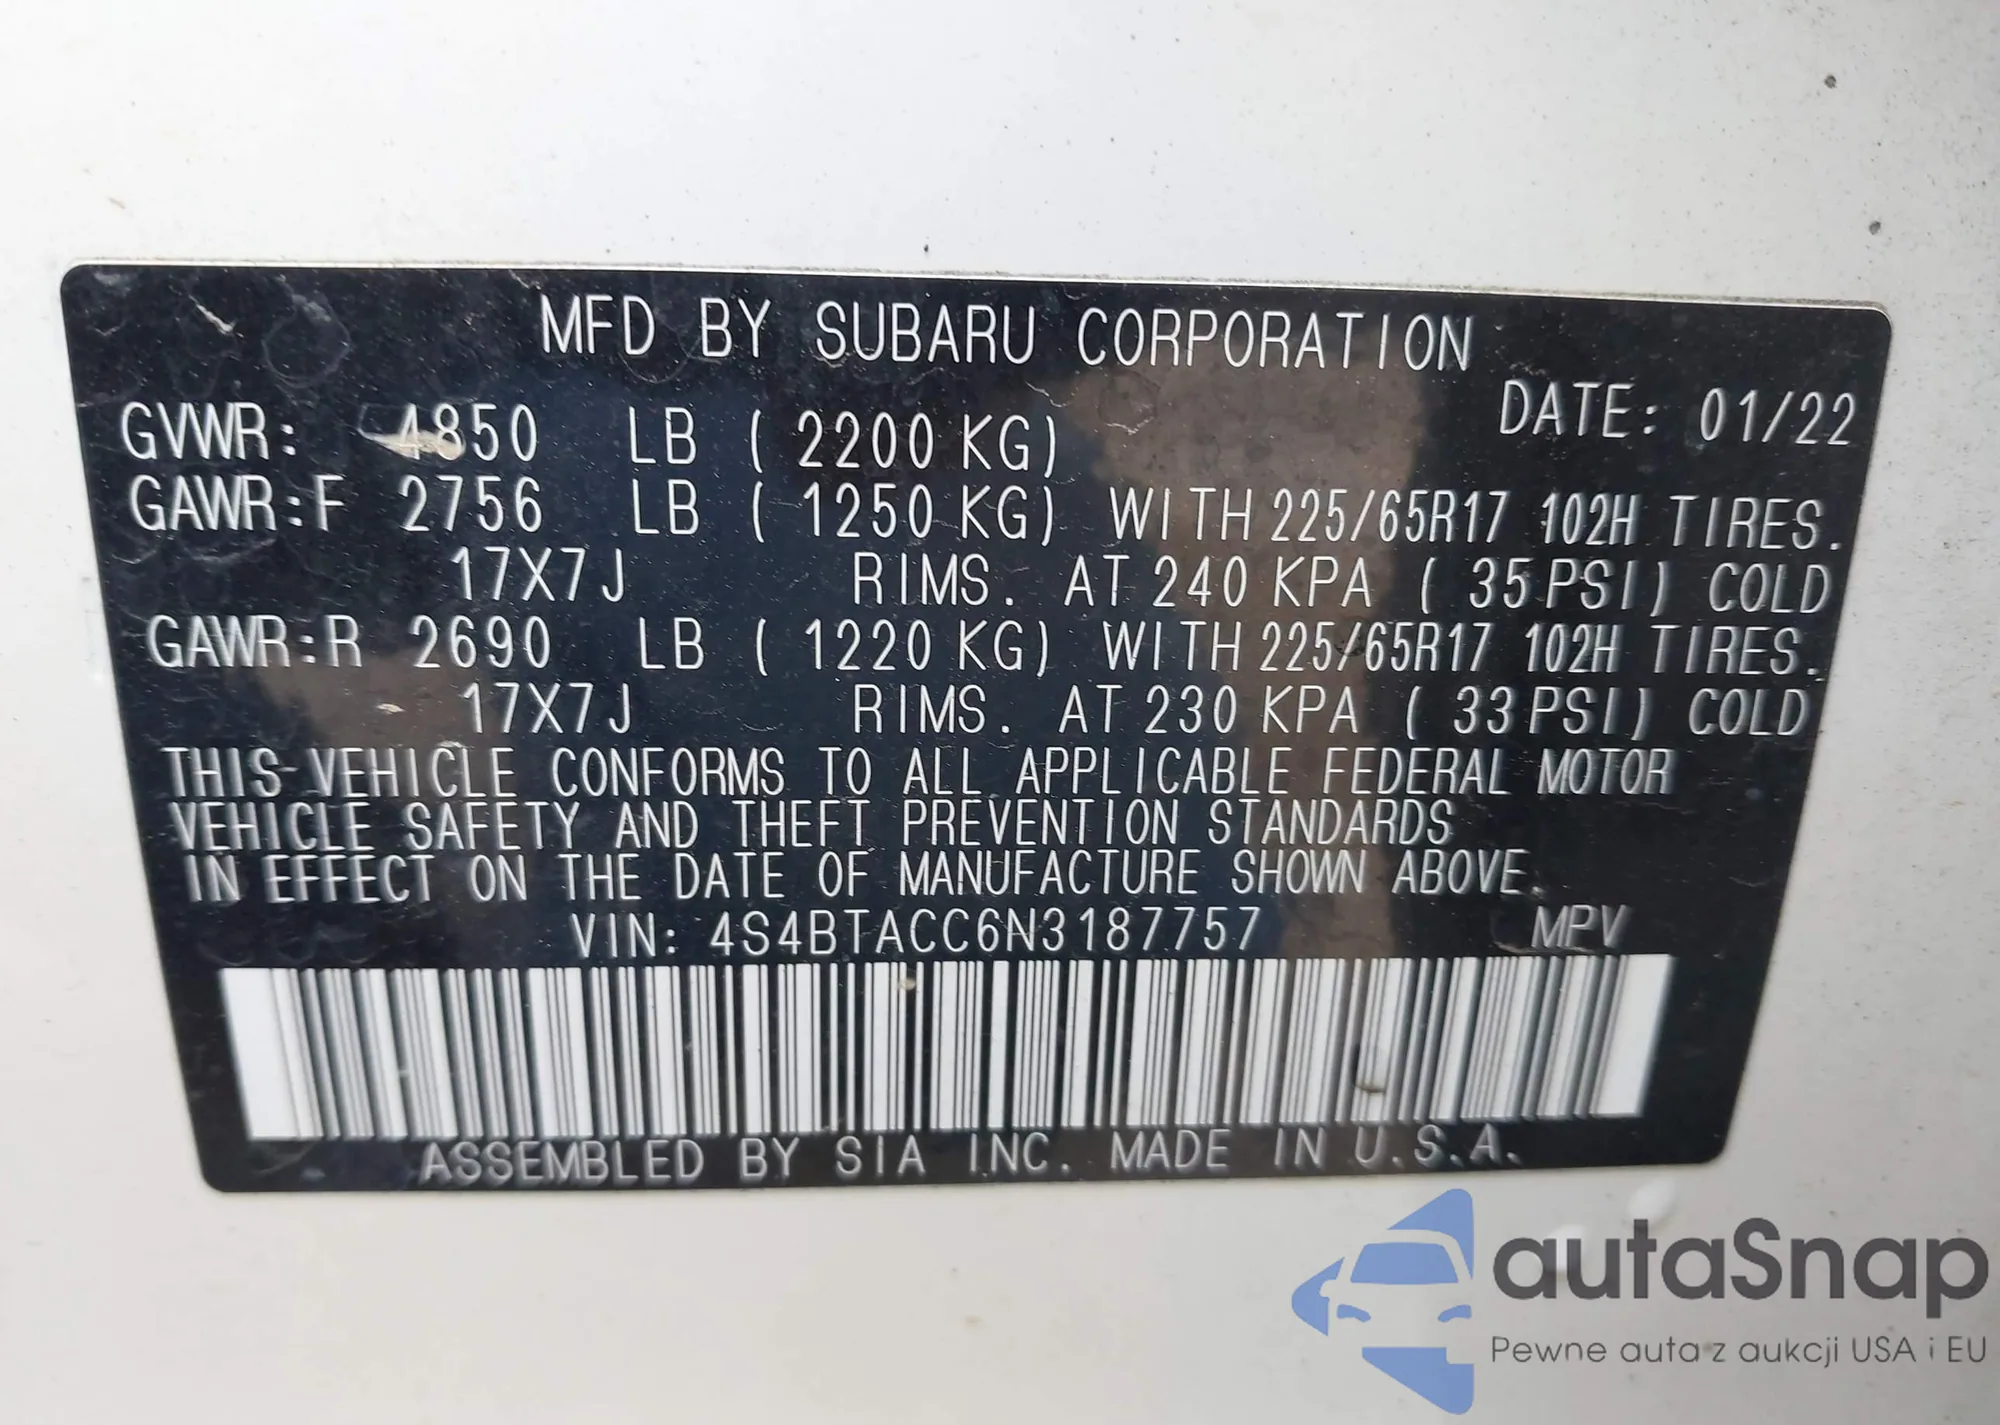 MFD BY SUBARU CORPORATION
DATE: 01/22
GVWR: 4850 LB ( 2200 KG)
GAWR:F 2756 LB ( 1250 KG) WITH 225/65R17 102H TIRES.
17X7J RIMS. AT 240 KPA ( 35 PSI) COLD
GAWR:R 2690 LB ( 1220 KG) WITH 225/65R17 102H TIRES.
17X7J RIMS. AT 230 KPA ( 33 PSI) COLD
THIS VEHICLE CONFORMS TO ALL APPLICABLE FEDERAL MOTOR
VEHICLE SAFETY AND THEFT PREVENTION STANDARDS
IN EFFECT ON THE DATE OF MANUFACTURE SHOWN ABOVE.
VIN: 4S4BTACC6N3187757 MPV
ASSEMBLED BY SIA INC. MADE IN U.S.A.
autaSnap
Pewne auta z aukcji USA i EU